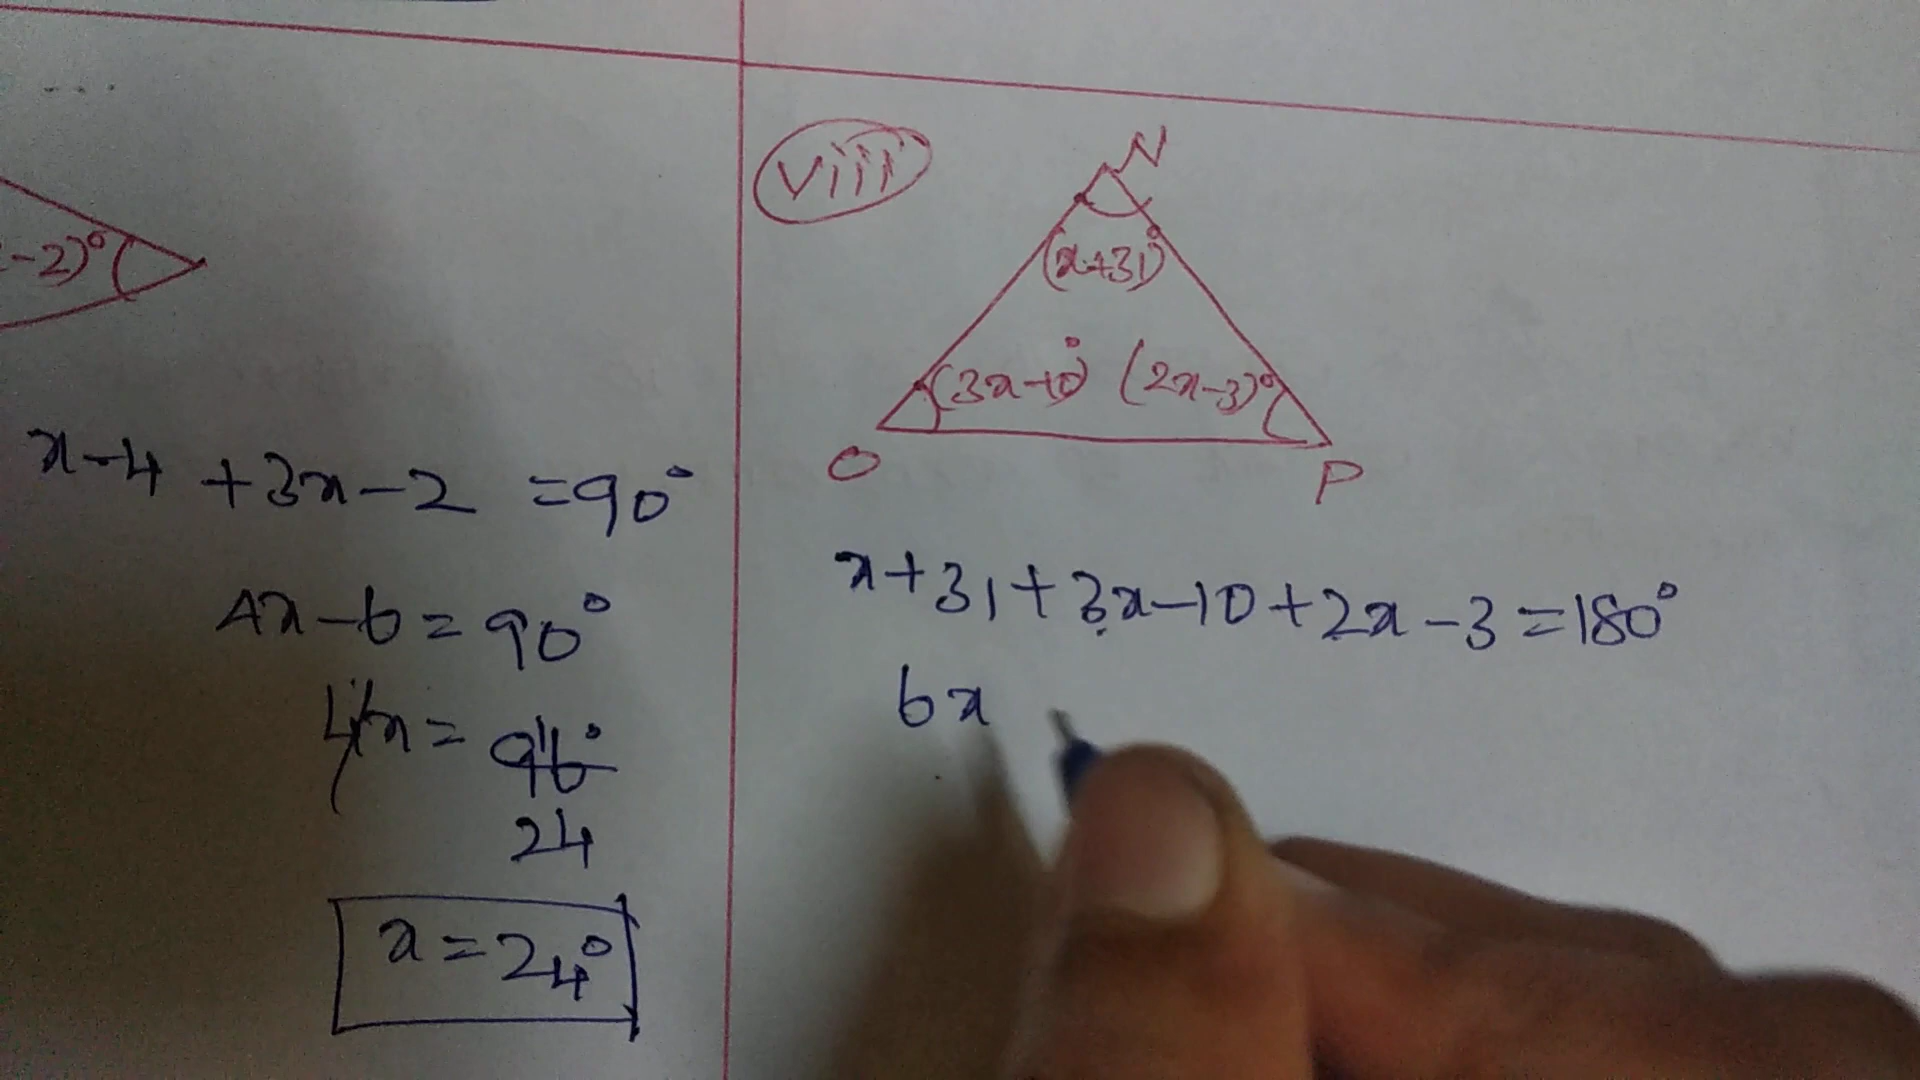 -2)°
x-4 +3x-2 =90°
4x-6=90°
4x= 96°
24
x=24°
viii
N
(x+31)°
(3x-10)° (2x-3)°
O P
x+31+3x-10+2x-3=180°
6x